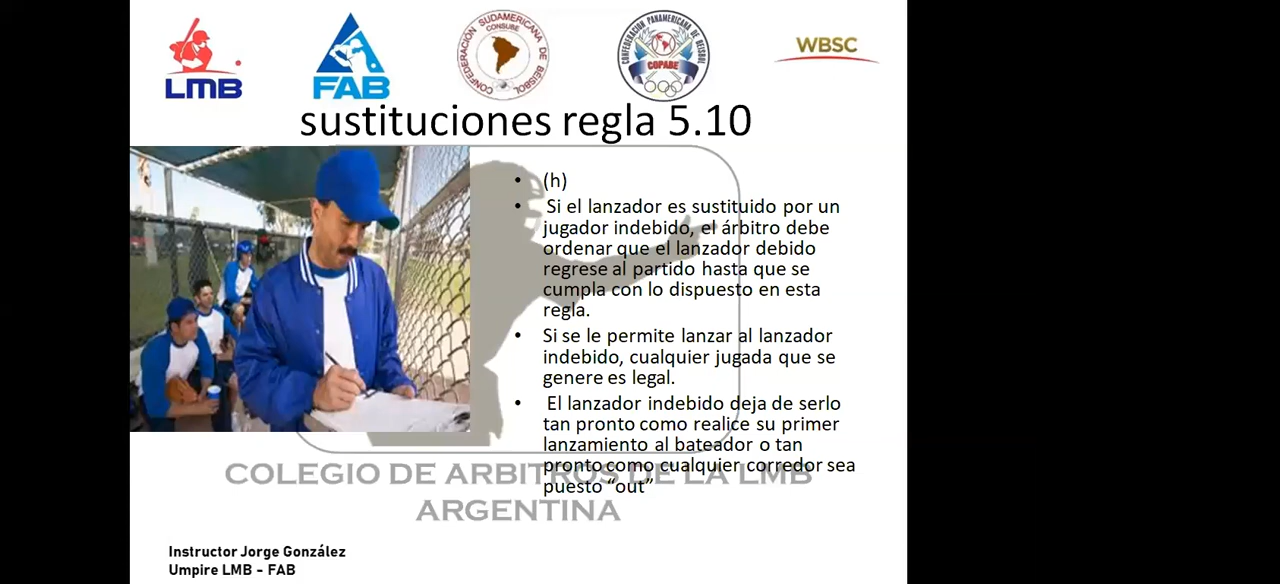 LMB
FAB
CONFEDERACIÓN SUDAMERICANA DE BEISBOL
CONSUBE
CONFEDERACION PANAMERICANA DE BEISBOL
COPABE
WBSC
sustituciones regla 5.10
• (h)
• Si el lanzador es sustituido por un
jugador indebido, el árbitro debe
ordenar que el lanzador debido
regrese al partido hasta que se
cumpla con lo dispuesto en esta
regla.
• Si se le permite lanzar al lanzador
indebido, cualquier jugada que se
genere es legal.
• El lanzador indebido deja de serlo
tan pronto como realice su primer
lanzamiento al bateador o tan
pronto como cualquier corredor sea
puesto “out”
COLEGIO DE ARBITROS DE LA LMB
ARGENTINA
Instructor Jorge González
Umpire LMB - FAB